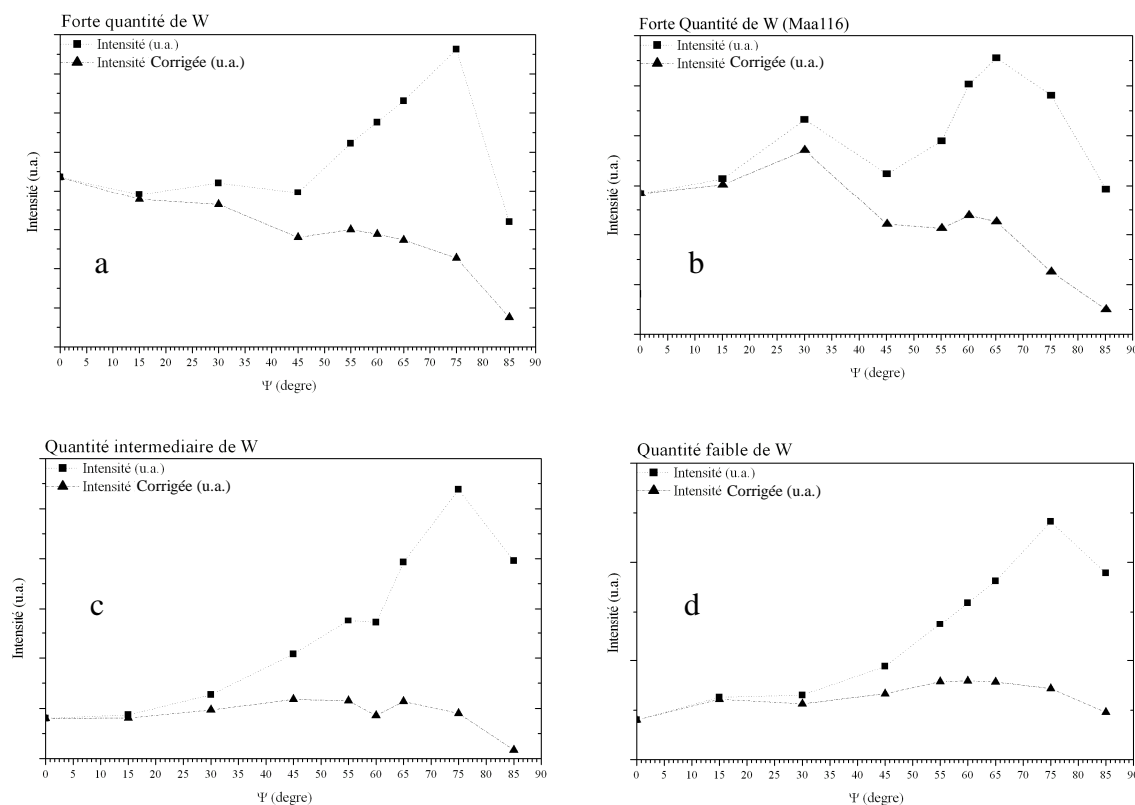 Forte quantité de W
Intensité (u.a.)
Intensité Corrigée (u.a.)
Intensité (u.a.)
a
0 5 10 15 20 25 30 35 40 45 50 55 60 65 70 75 80 85 90
Ψ (degre)
Forte Quantité de W (Maa116)
Intensité (u.a.)
Intensité Corrigée (u.a.)
Intensité (u.a.)
b
0 5 10 15 20 25 30 35 40 45 50 55 60 65 70 75 80 85 90
Ψ (degre)
Quantité intermediaire de W
Intensité (u.a.)
Intensité Corrigée (u.a.)
Intensité (u.a.)
c
0 5 10 15 20 25 30 35 40 45 50 55 60 65 70 75 80 85 90
Ψ (degre)
Quantité faible de W
Intensité (u.a.)
Intensité Corrigée (u.a.)
Intensité (u.a.)
d
0 5 10 15 20 25 30 35 40 45 50 55 60 65 70 75 80 85 90
Ψ (degre)